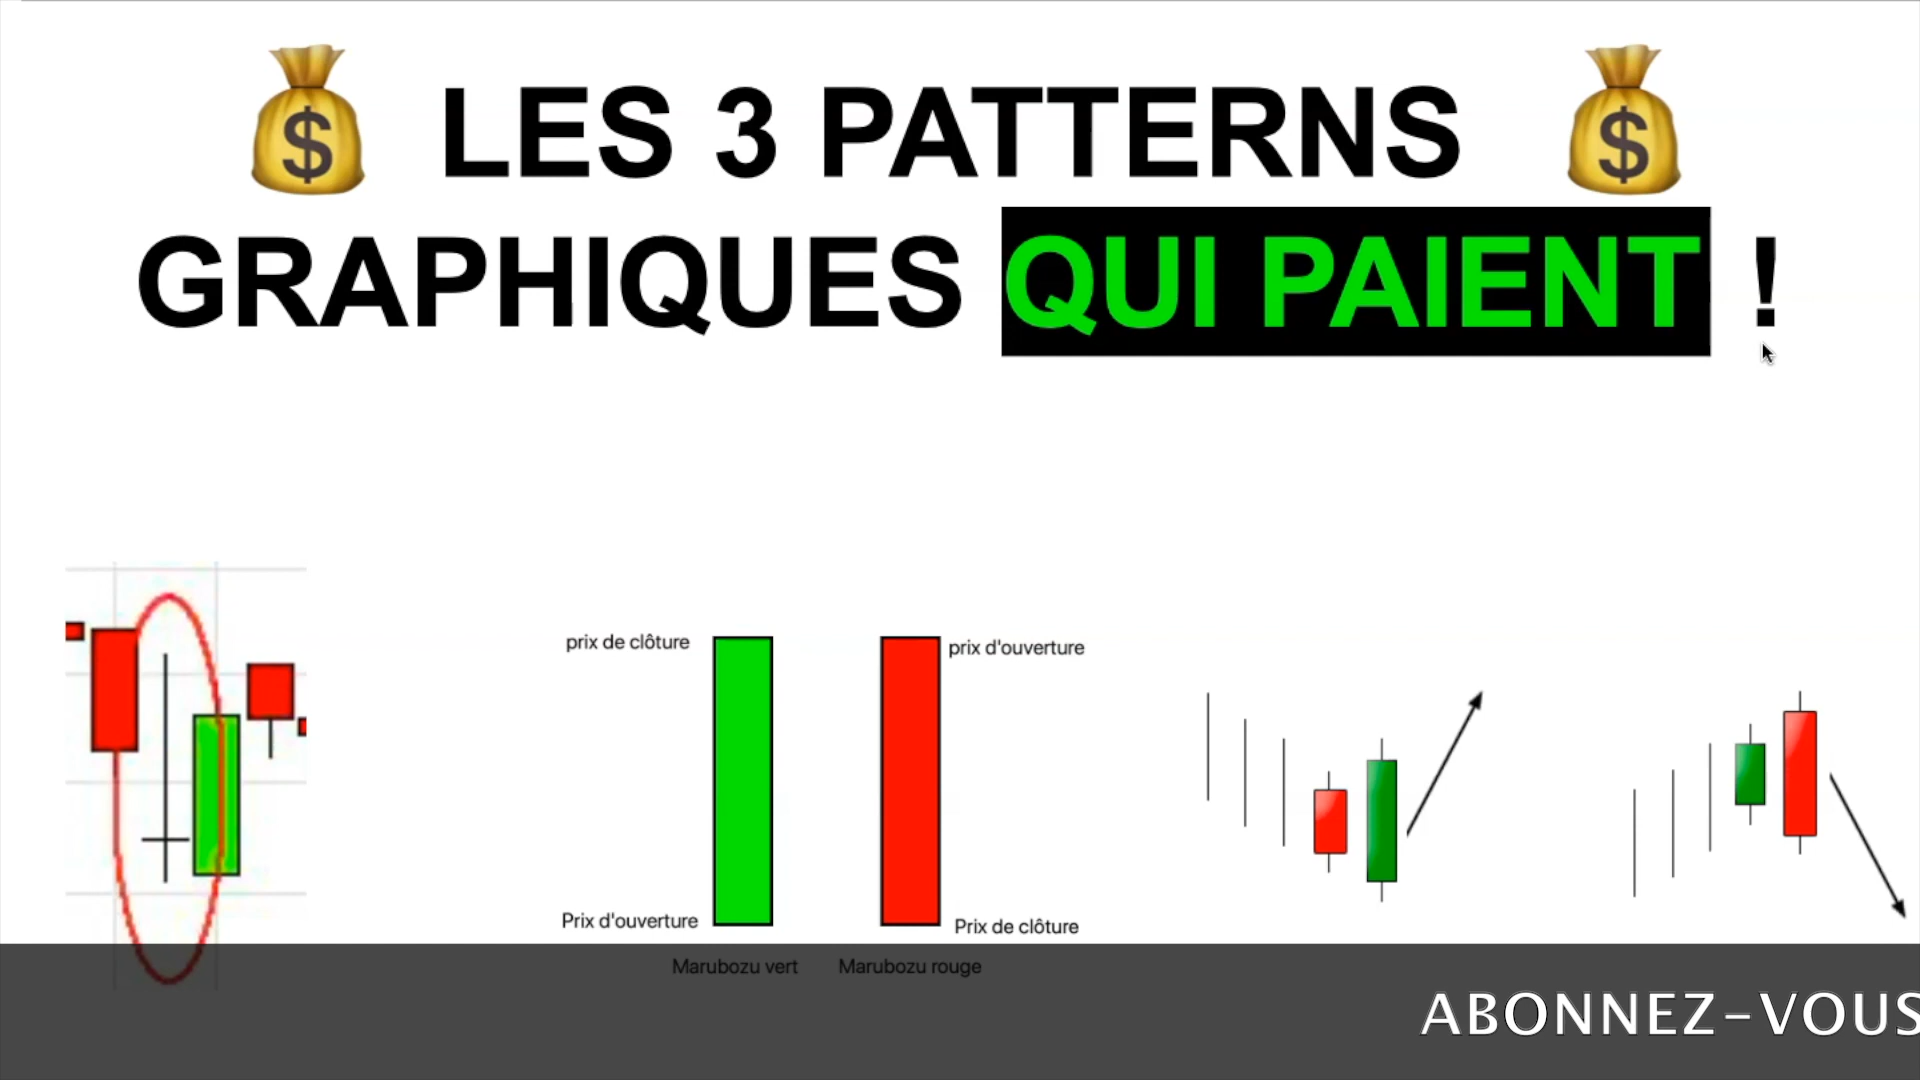 LES 3 PATTERNS
GRAPHIQUES QUI PAIENT !
prix de clôture
prix d'ouverture
Prix d'ouverture
Prix de clôture
Marubozu vert
Marubozu rouge
ABONNEZ-VOUS